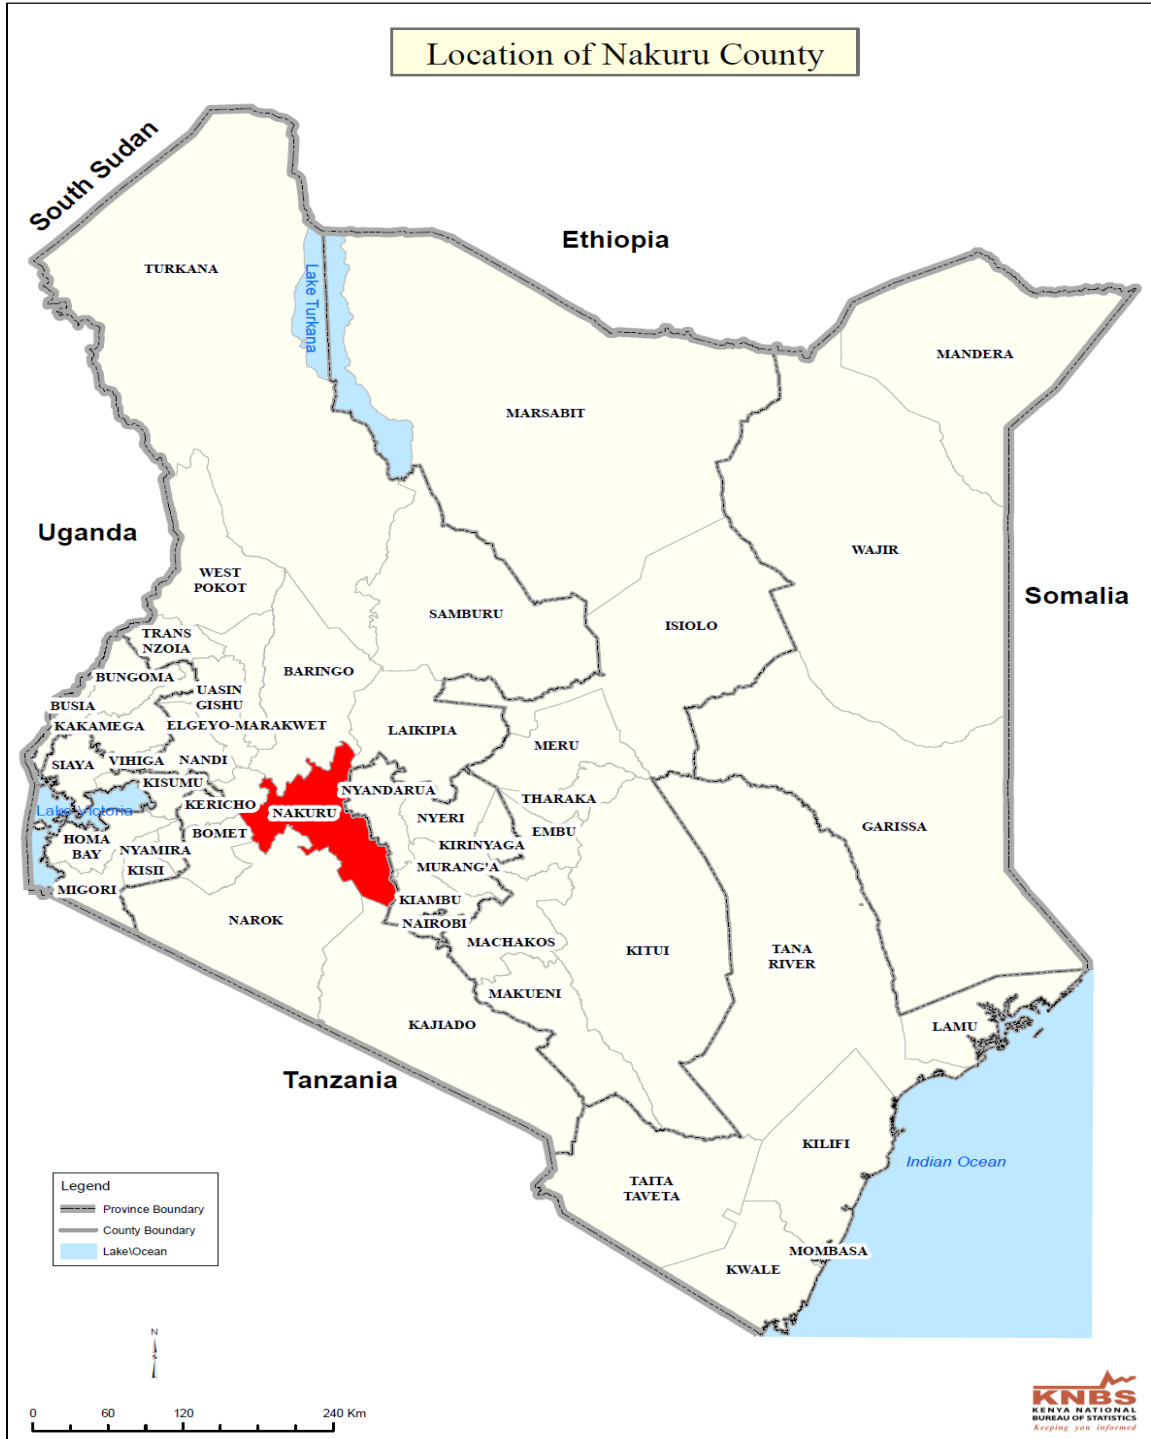 Location of Nakuru County
South Sudan
Ethiopia
TURKANA
Lake Turkana
MANDERA
MARSABIT
Uganda
WAJIR
WEST
POKOT
Somalia
SAMBURU
ISIOLO
TRANS
NZOIA
BUNGOMA
BARINGO
UASIN
GISHU
BUSIA
KAKAMEGA
ELGEYO-MARAKWET
LAIKIPIA
MERU
SIAYA
VIHIGA
NANDI
KISUMU
NYANDARUA
THARAKA
Lake Victoria
KERICHO
NAKURU
NYERI
GARISSA
BOMET
EMBU
HOMA
BAY
NYAMIRA
KIRINYAGA
KISII
MURANG'A
MIGORI
KIAMBU
NAROK
NAIROBI
MACHAKOS
KITUI
TANA
RIVER
MAKUENI
KAJIADO
LAMU
Tanzania
KILIFI
Indian Ocean
TAITA
TAVETA
MOMBASA
KWALE
Legend
Province Boundary
County Boundary
Lake\Ocean
N
0 60 120 240 Km
KNBS
KENYA NATIONAL
BUREAU OF STATISTICS
Keeping you informed